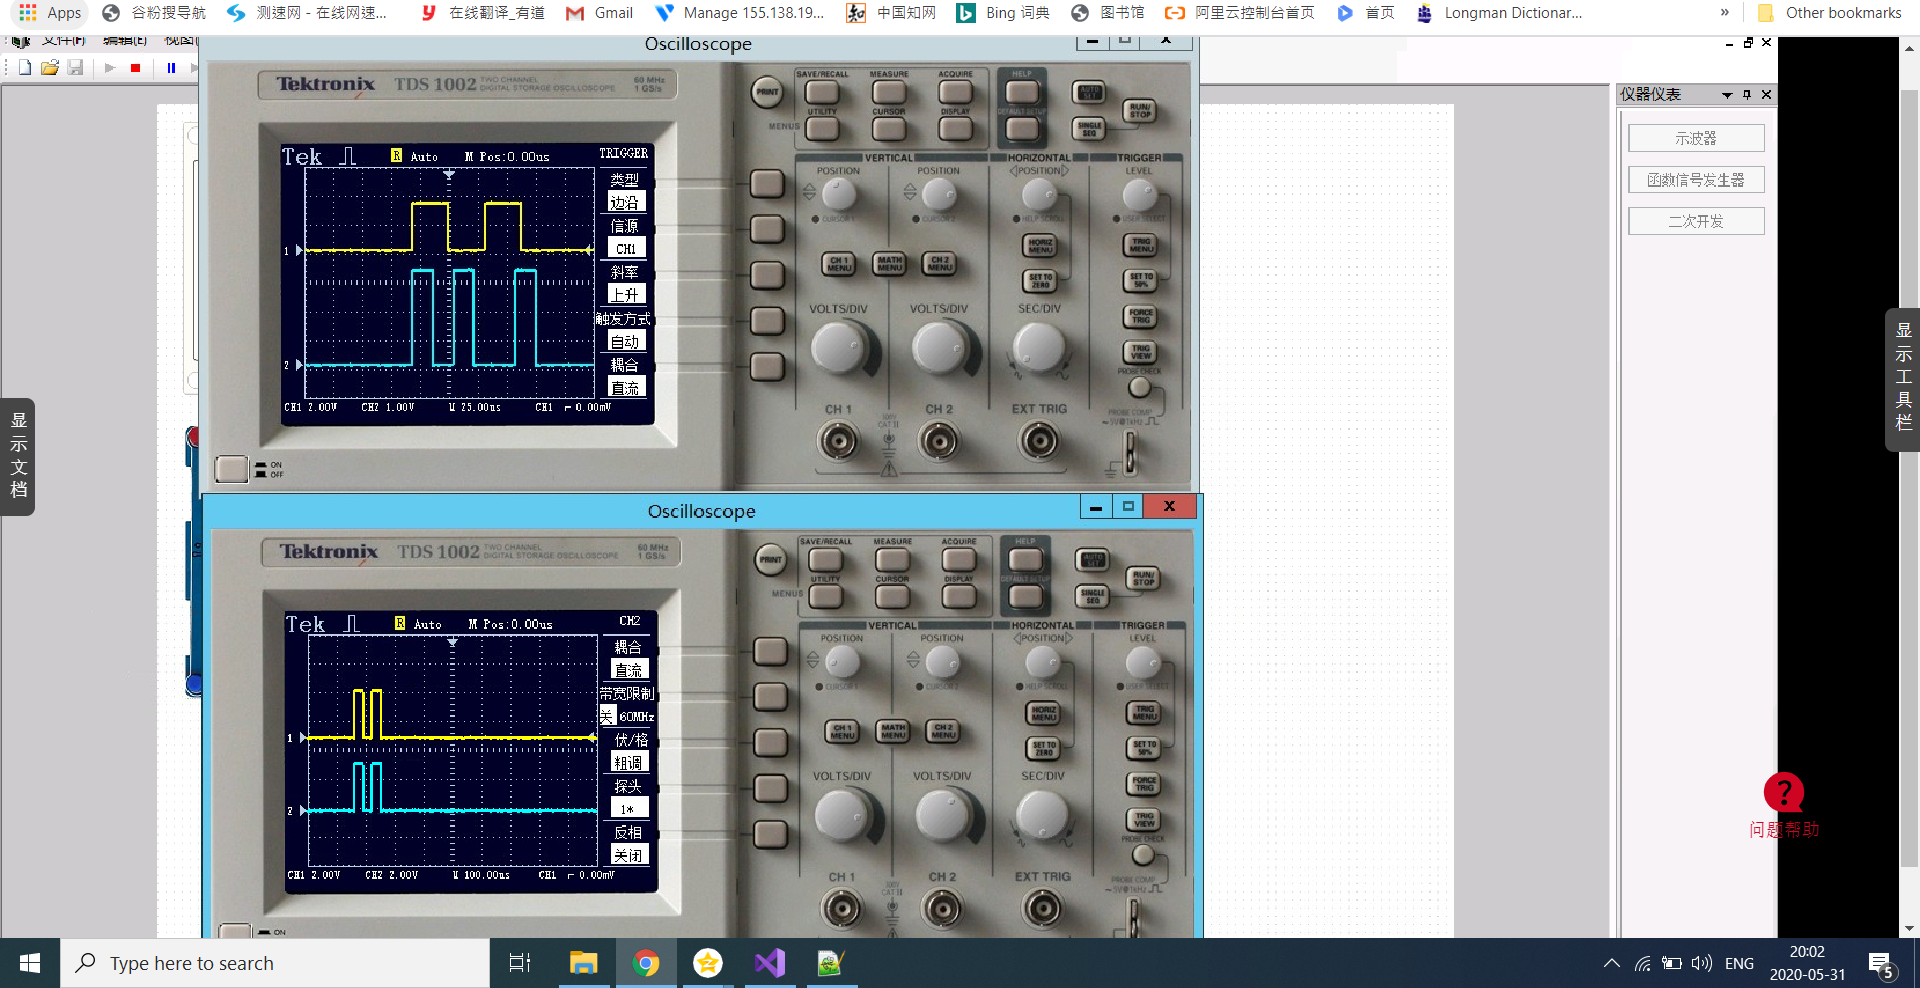 Apps 谷粉搜导航 测速网 - 在线网速... 在线翻译_有道 Gmail Manage 155.138.19... 中国知网 Bing 词典 图书馆 阿里云控制台首页 首页 Longman Dictionar... » Other bookmarks
文件(F) 编辑(E) 视图(
Oscilloscope
Tektronix TDS 1002 TWO CHANNEL DIGITAL STORAGE OSCILLOSCOPE 60 MHz 1 GS/s
PRINT SAVE/RECALL MEASURE ACQUIRE HELP AUTO SET
MENUS UTILITY CURSOR DISPLAY DEFAULT SETUP SINGLE SEQ RUN/STOP
Tek R Auto M Pos:0.00us TRIGGER
类型
边沿
信源
CH1
斜率
上升
触发方式
自动
耦合
直流
1
2
CH1 2.00V CH2 1.00V M 25.00us CH1 0.00mV
VERTICAL HORIZONTAL TRIGGER
POSITION POSITION POSITION LEVEL
CURSOR 1 CURSOR 2 HELP SCROLL USER SELECT
CH 1 MENU MATH MENU CH 2 MENU HORIZ MENU TRIG MENU
SET TO ZERO SET TO 50%
VOLTS/DIV VOLTS/DIV SEC/DIV FORCE TRIG
TRIG VIEW
PROBE CHECK
CH 1 CH 2 EXT TRIG PROBE COMP
300V CAT II ~5V@1kHz
ON
OFF
Oscilloscope
Tektronix TDS 1002 TWO CHANNEL DIGITAL STORAGE OSCILLOSCOPE 60 MHz 1 GS/s
PRINT SAVE/RECALL MEASURE ACQUIRE HELP AUTO SET
MENUS UTILITY CURSOR DISPLAY DEFAULT SETUP SINGLE SEQ RUN/STOP
Tek R Auto M Pos:0.00us CH2
耦合
直流
带宽限制
关 60MHz
伏/格
粗调
探头
1*
反相
关闭
1
2
CH1 2.00V CH2 2.00V M 100.00us CH1 0.00mV
VERTICAL HORIZONTAL TRIGGER
POSITION POSITION POSITION LEVEL
CURSOR 1 CURSOR 2 HELP SCROLL USER SELECT
CH 1 MENU MATH MENU CH 2 MENU HORIZ MENU TRIG MENU
SET TO ZERO SET TO 50%
VOLTS/DIV VOLTS/DIV SEC/DIV FORCE TRIG
TRIG VIEW
PROBE CHECK
CH 1 CH 2 EXT TRIG PROBE COMP
300V CAT II ~5V@1kHz
ON
仪器仪表
示波器
函数信号发生器
二次开发
显示文档
显示工具栏
?
问题帮助
Type here to search
ENG
20:02
2020-05-31
5